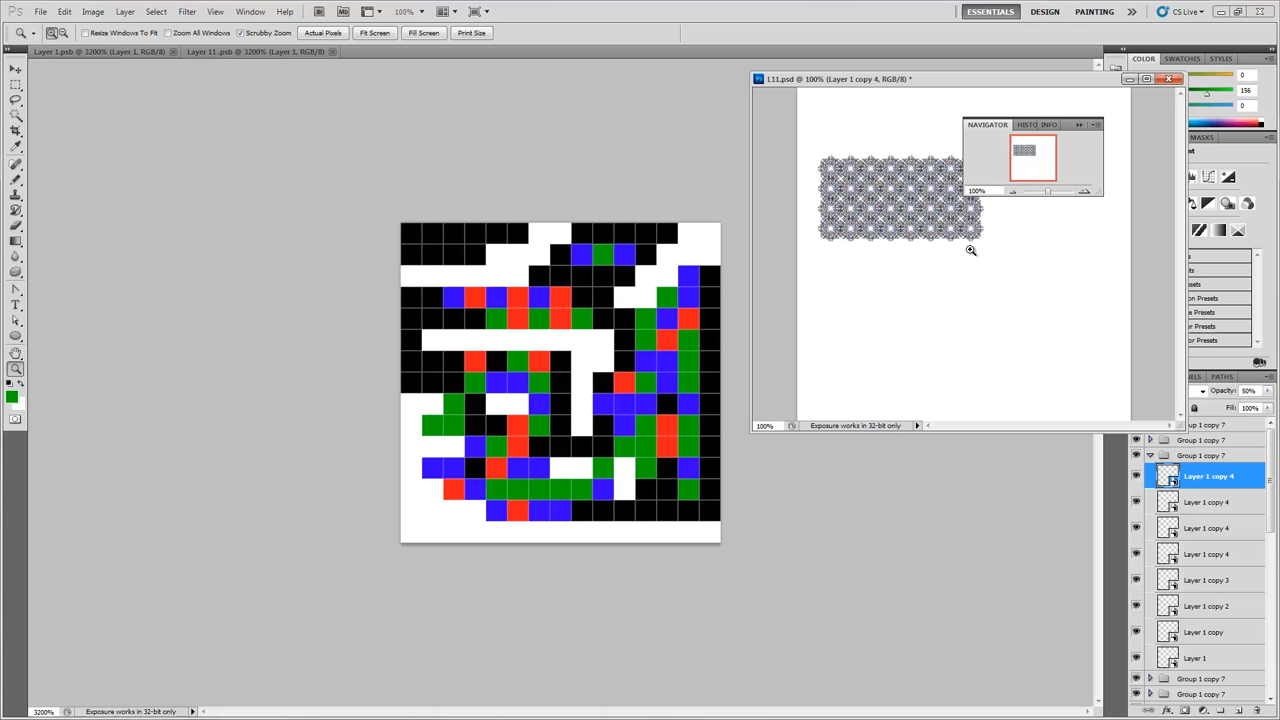 Ps File Edit Image Layer Select Filter Analysis 3D View Window Help Mb 100% ESSENTIALS DESIGN PAINTING CS Live
Resize Windows To Fit Zoom All Windows Scrubby Zoom Actual Pixels Fit Screen Fill Screen Print Size
Layer 1.psb @ 3200% (Layer 1, RGB/8) Layer 11 .psb @ 3200% (Layer 1, RGB/8)
COLOR SWATCHES STYLES
0
156
0
L11.psd @ 100% (Layer 1 copy 4, RGB/8) *
NAVIGATOR HISTO INFO
100%
MASKS
100% Exposure works in 32-bit only
PATHS
Opacity: 50%
Fill: 100%
Group 1 copy 7
Group 1 copy 7
Group 1 copy 7
Layer 1 copy 4
Layer 1 copy 4
Layer 1 copy 4
Layer 1 copy 4
Layer 1 copy 3
Layer 1 copy 2
Layer 1 copy
Layer 1
Group 1 copy 7
Group 1 copy 7
3200% Exposure works in 32-bit only